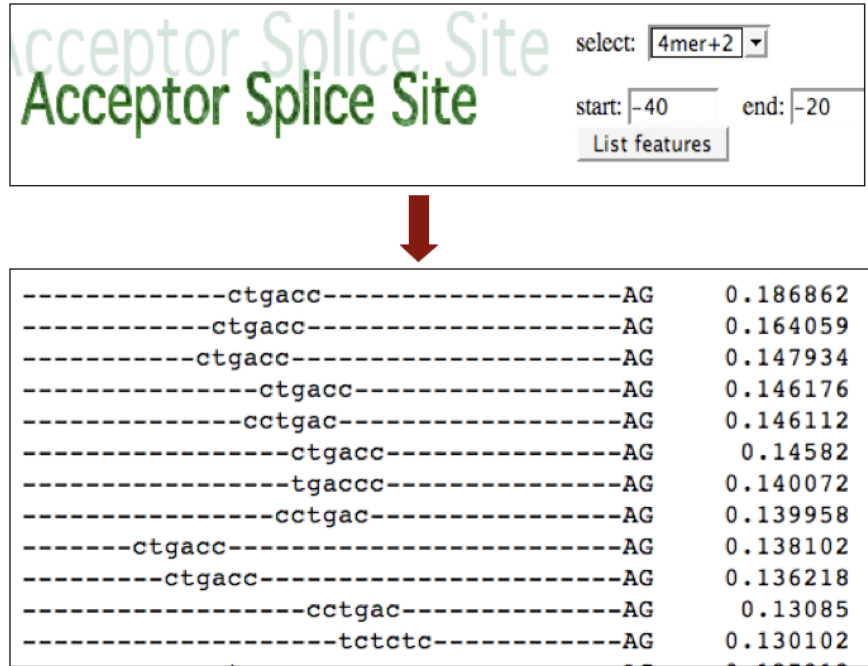 Acceptor Splice Site
Acceptor Splice Site
select: 4mer+2
start: -40 end: -20
List features
-------------ctgacc-------------------AG 0.186862
------------ctgacc--------------------AG 0.164059
-----------ctgacc---------------------AG 0.147934
---------------ctgacc-----------------AG 0.146176
--------------cctgac------------------AG 0.146112
-----------------ctgacc---------------AG 0.14582
-----------------tgaccc---------------AG 0.140072
----------------cctgac----------------AG 0.139958
-------ctgacc-------------------------AG 0.138102
---------ctgacc-----------------------AG 0.136218
------------------cctgac--------------AG 0.13085
--------------------tctctc------------AG 0.130102